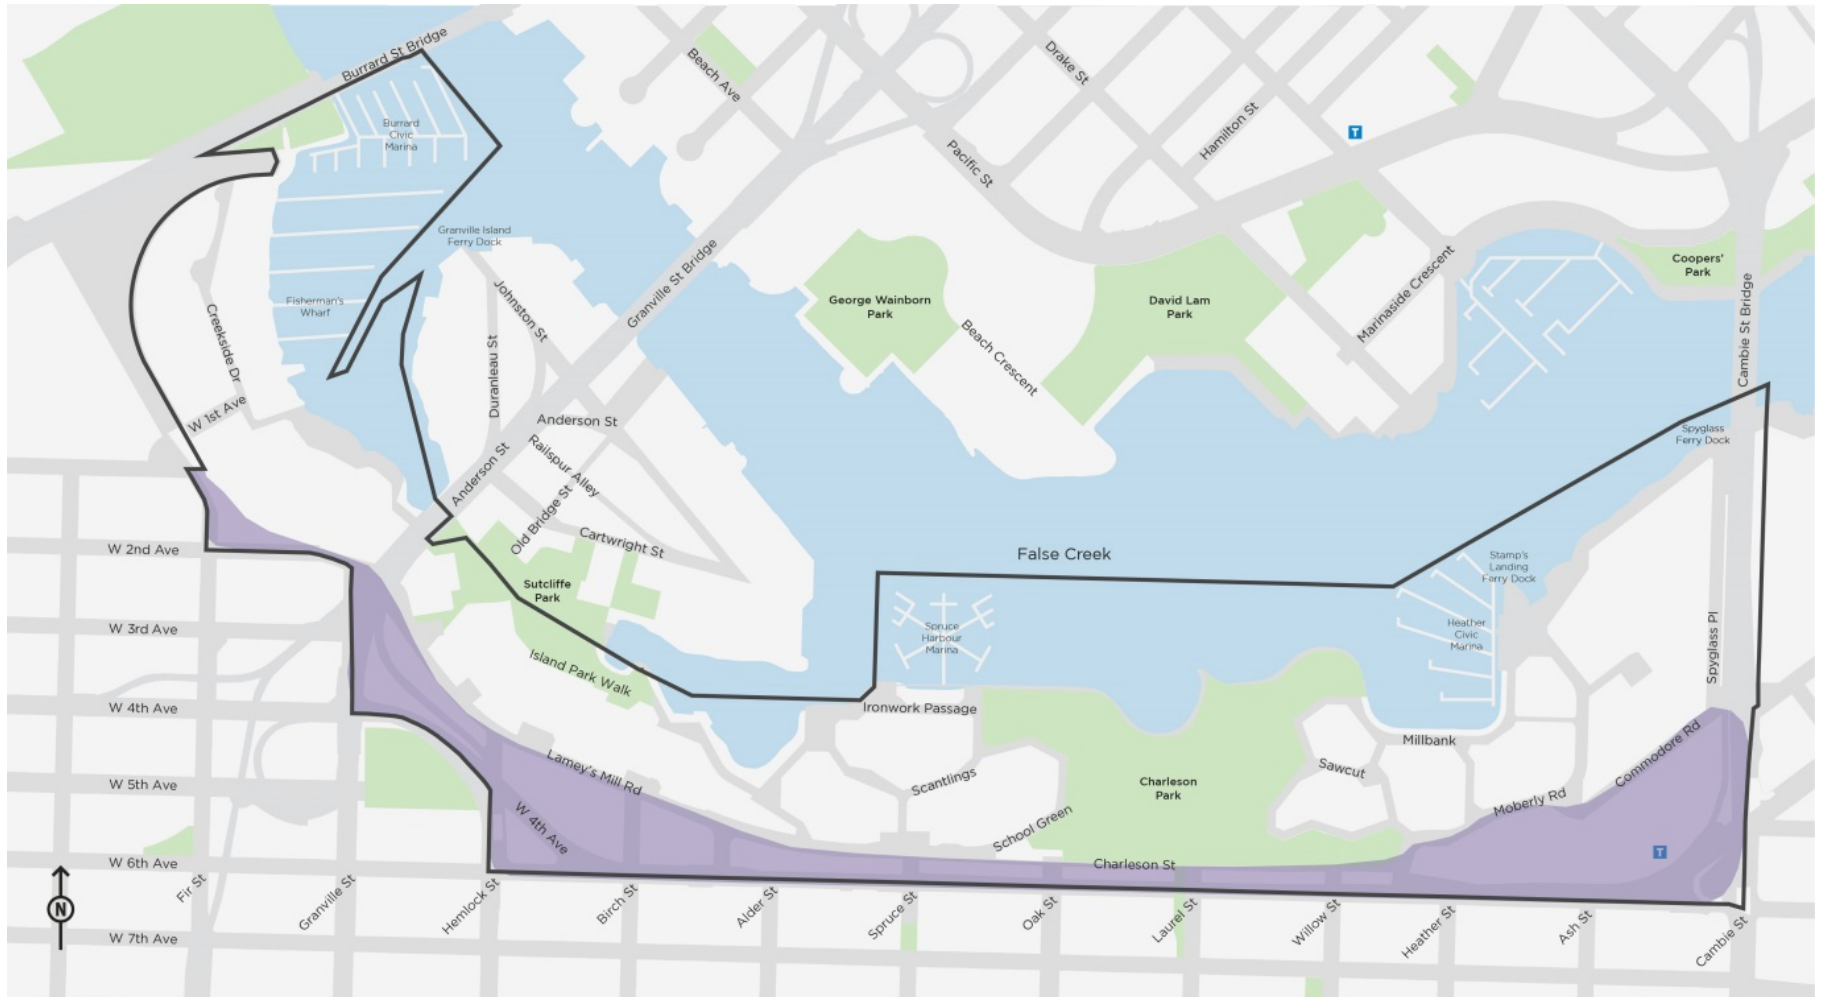 Burrard St Bridge
Beach Ave
Drake St
Burrard
Civic
Marina
Hamilton St
T
Pacific St
Granville Island
Ferry Dock
Granville St Bridge
Johnston St
Fisherman's
Wharf
Creekside Dr
Duranleau St
George Wainborn
Park
Beach Crescent
David Lam
Park
Marinaside Crescent
Coopers'
Park
Cambie St Bridge
W 1st Ave
Anderson St
Anderson St
Railspur Alley
Old Bridge St
Cartwright St
Spyglass
Ferry Dock
W 2nd Ave
False Creek
Stamp's
Landing
Ferry Dock
Sutcliffe
Park
W 3rd Ave
Island Park Walk
Spruce
Harbour
Marina
Heather
Civic
Marina
Spyglass Pl
W 4th Ave
Ironwork Passage
Millbank
Lamey's Mill Rd
Scantlings
Charleson
Park
Sawcut
Commodore Rd
W 5th Ave
W 4th Ave
School Green
Moberly Rd
W 6th Ave
Charleson St
T
N
Fir St
Granville St
Hemlock St
Birch St
Alder St
Spruce St
Oak St
Laurel St
Willow St
Heather St
Ash St
Cambie St
W 7th Ave